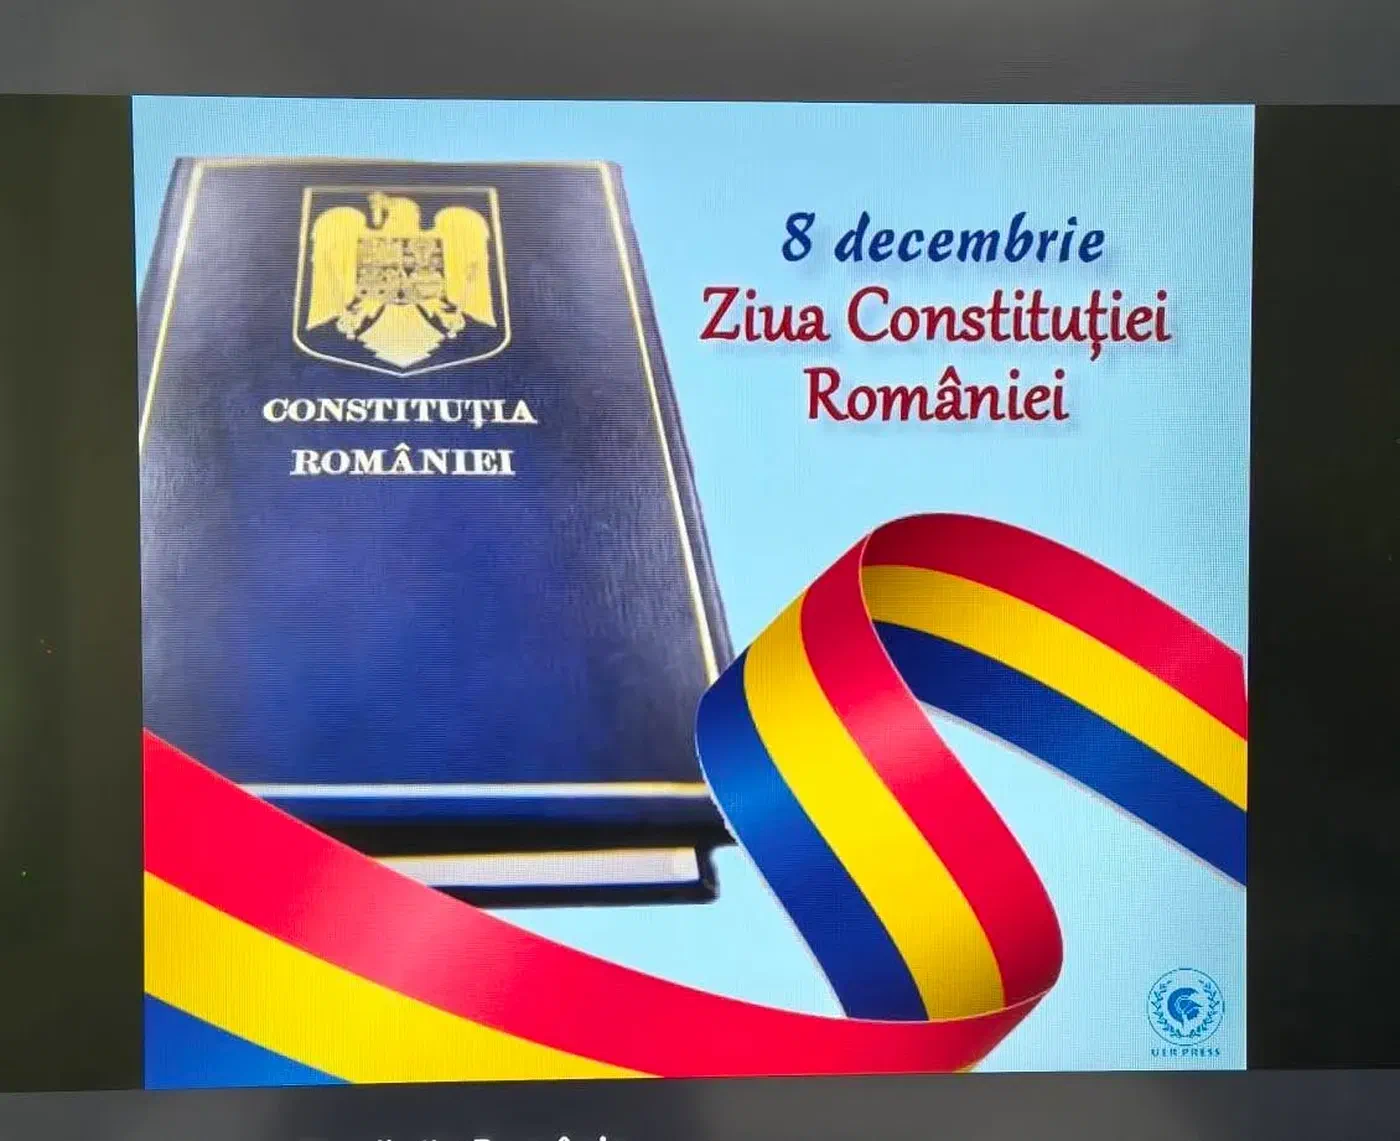 8 decembrie
Ziua Constituției
României
CONSTITUȚIA
ROMÂNIEI
UER PRESS